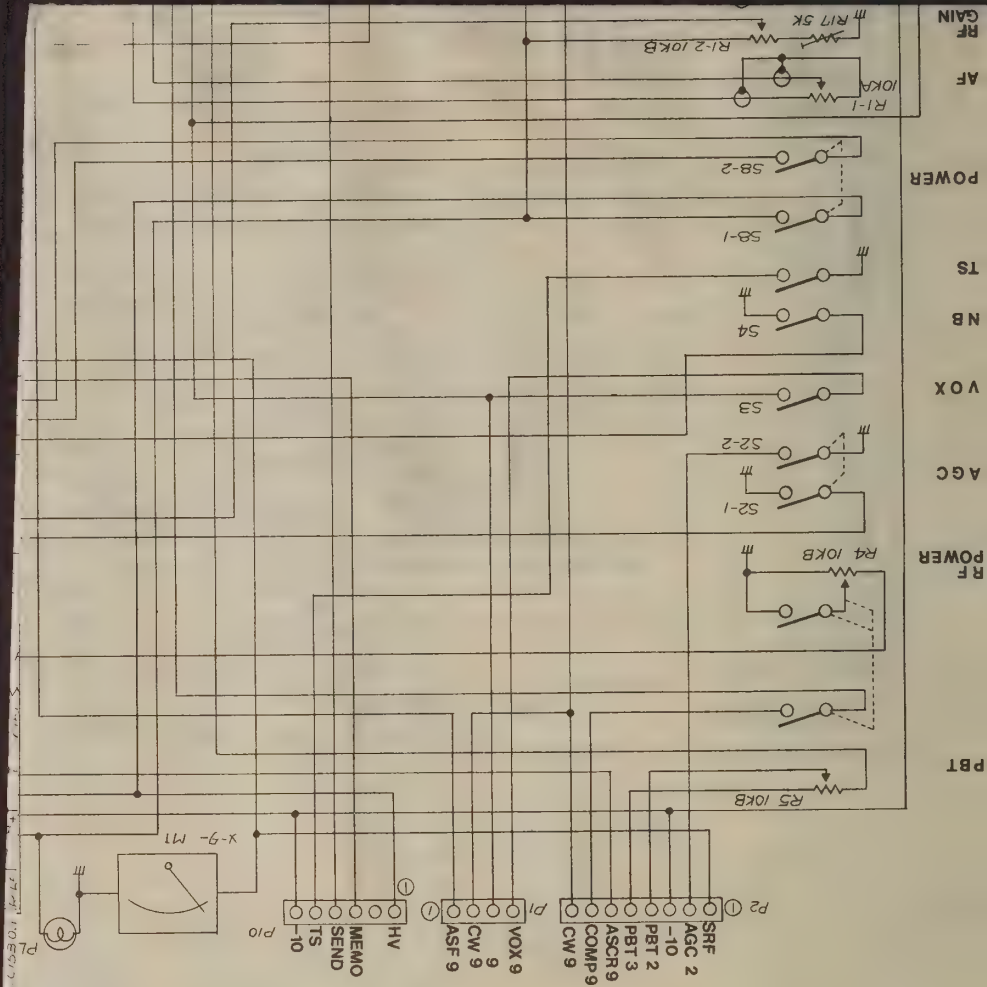 RF
GAIN
R17 5K
R1-2 10KB
AF
10KA
R1-1
POWER
S8-2
S8-1
TS
NB
S4
VOX
S3
AGC
S2-2
S2-1
RF
POWER
R4 10KB
PBT
R5 10KB
M1
PL
P10
-10
TS
SEND
MEMO
HV
P1
ASF 9
CW 9
9
VOX 9
P2
CW 9
COMP 9
ASCR 9
PBT 3
PBT 2
-10
AGC 2
SRF